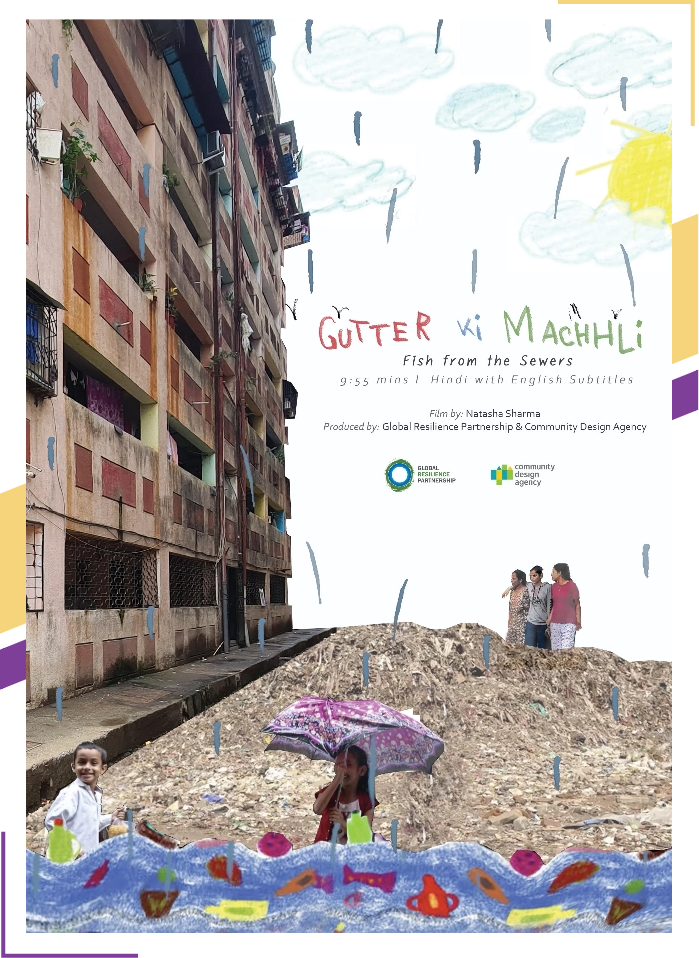 GUTTER Ki MACHHLi
Fish from the Sewers
9:55 mins l Hindi with English Subtitles
Film by: Natasha Sharma
Produced by: Global Resilience Partnership & Community Design Agency
GLOBAL
RESILIENCE
PARTNERSHIP
community
design
agency